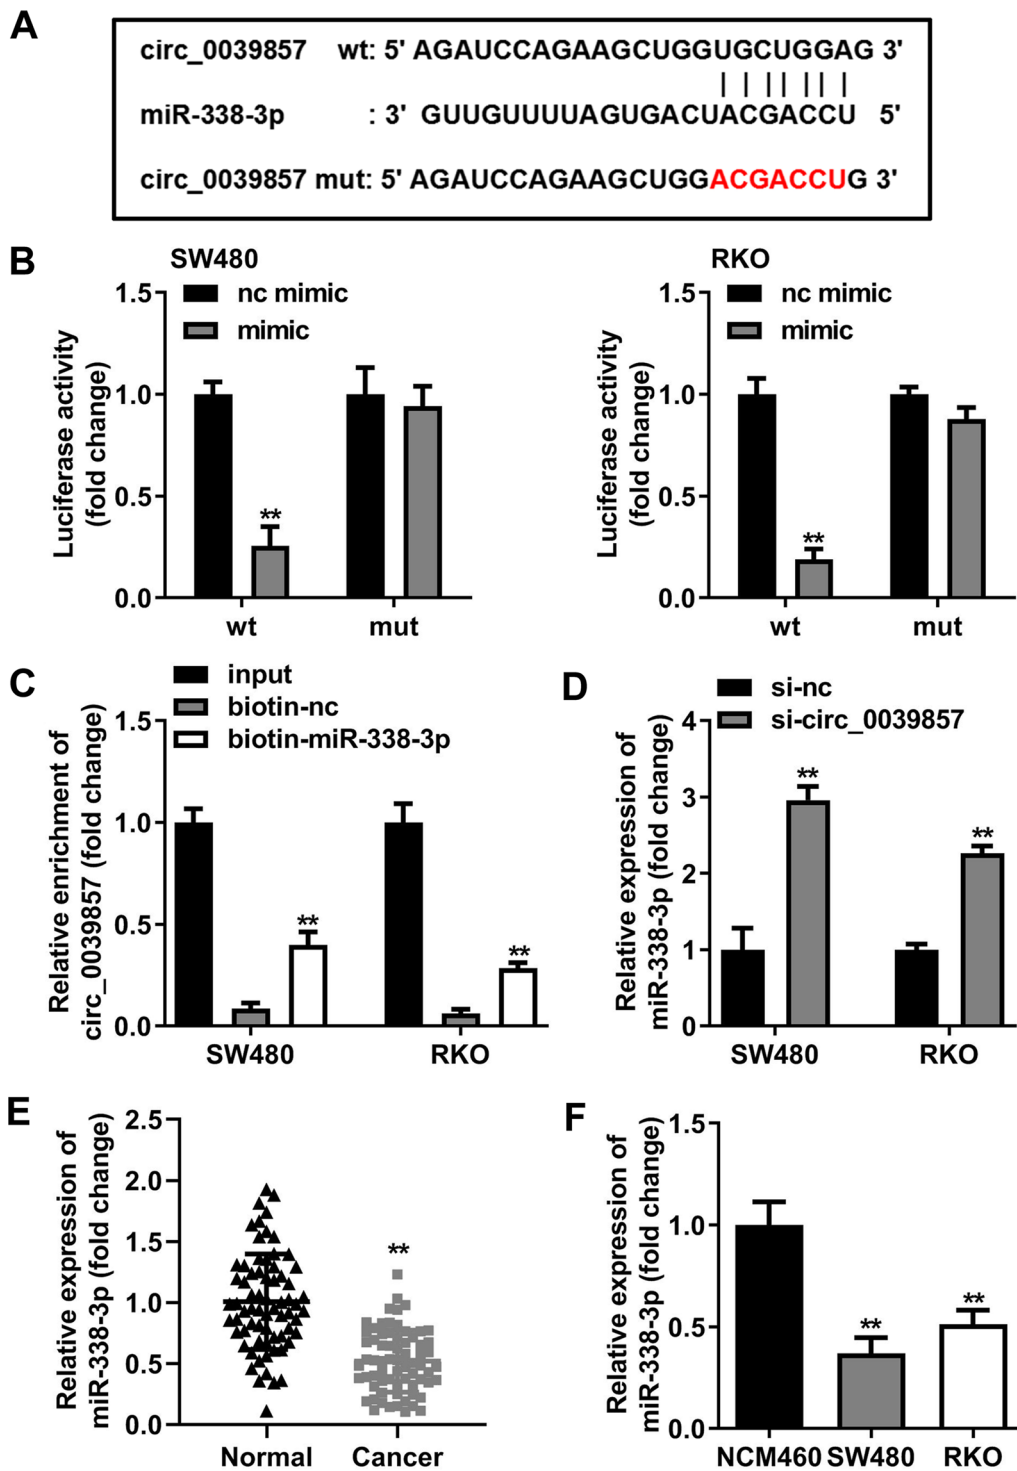 A
circ_0039857 wt: 5' AGAUCCAGAAGCUGGUGCUGGAG 3'
miR-338-3p : 3' GUUGUUUUAGUGACUACGACCU 5'
circ_0039857 mut: 5' AGAUCCAGAAGCUGGACGACCUG 3'
B
SW480
nc mimic
mimic
Luciferase activity
(fold change)
1.5
1.0
0.5
0.0
**
wt
mut
RKO
nc mimic
mimic
Luciferase activity
(fold change)
1.5
1.0
0.5
0.0
**
wt
mut
C
input
biotin-nc
biotin-miR-338-3p
Relative enrichment of
circ_0039857 (fold change)
1.5
1.0
0.5
0.0
**
**
SW480
RKO
D
si-nc
si-circ_0039857
Relative expression of
miR-338-3p (fold change)
4
3
2
1
0
**
**
SW480
RKO
E
Relative expression of
miR-338-3p (fold change)
2.5
2.0
1.5
1.0
0.5
0.0
**
Normal
Cancer
F
Relative expression of
miR-338-3p (fold change)
1.5
1.0
0.5
0.0
**
**
NCM460
SW480
RKO